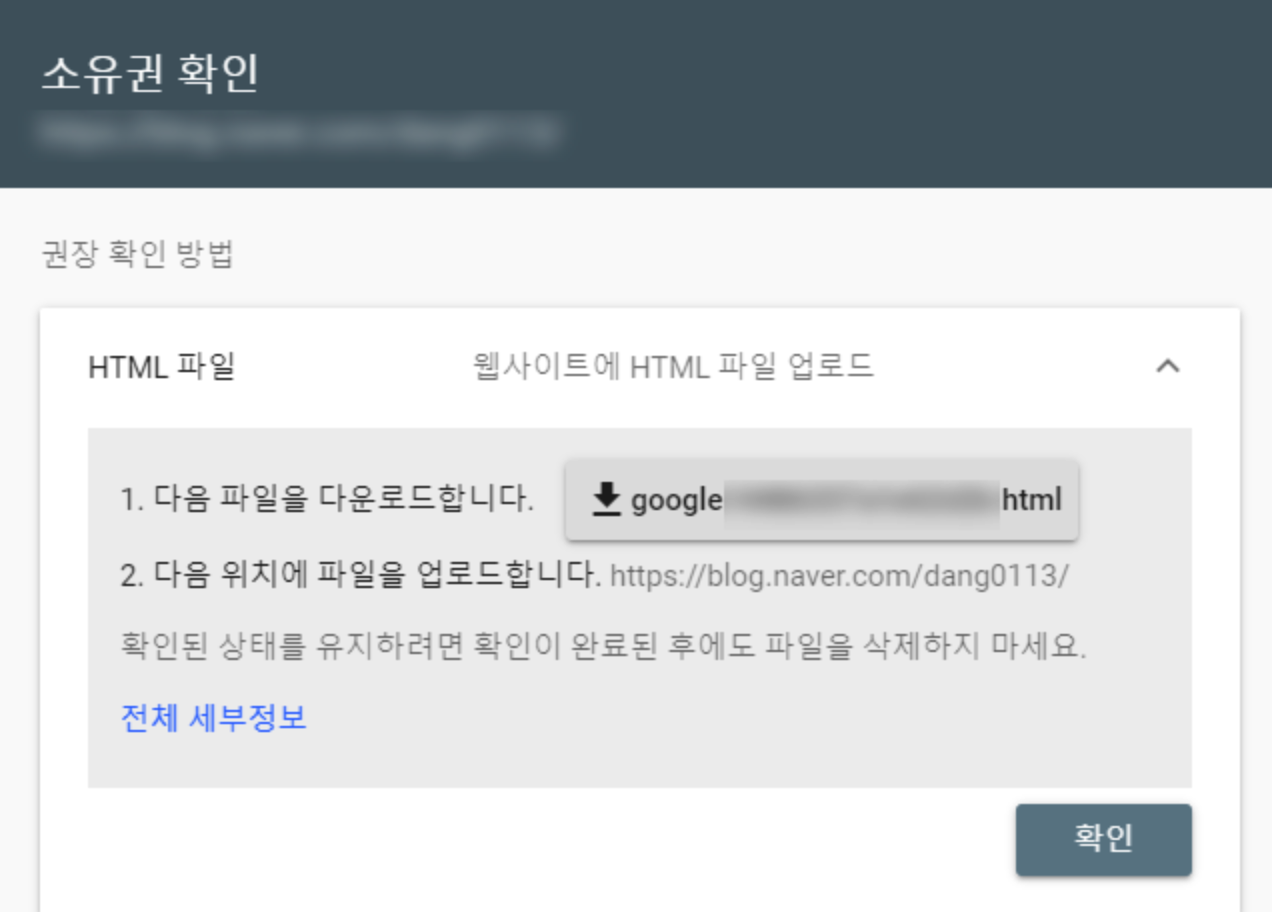 소유권 확인
권장 확인 방법
HTML 파일 웹사이트에 HTML 파일 업로드
1. 다음 파일을 다운로드합니다. google html
2. 다음 위치에 파일을 업로드합니다. https://blog.naver.com/dang0113/
확인된 상태를 유지하려면 확인이 완료된 후에도 파일을 삭제하지 마세요.
전체 세부정보
확인